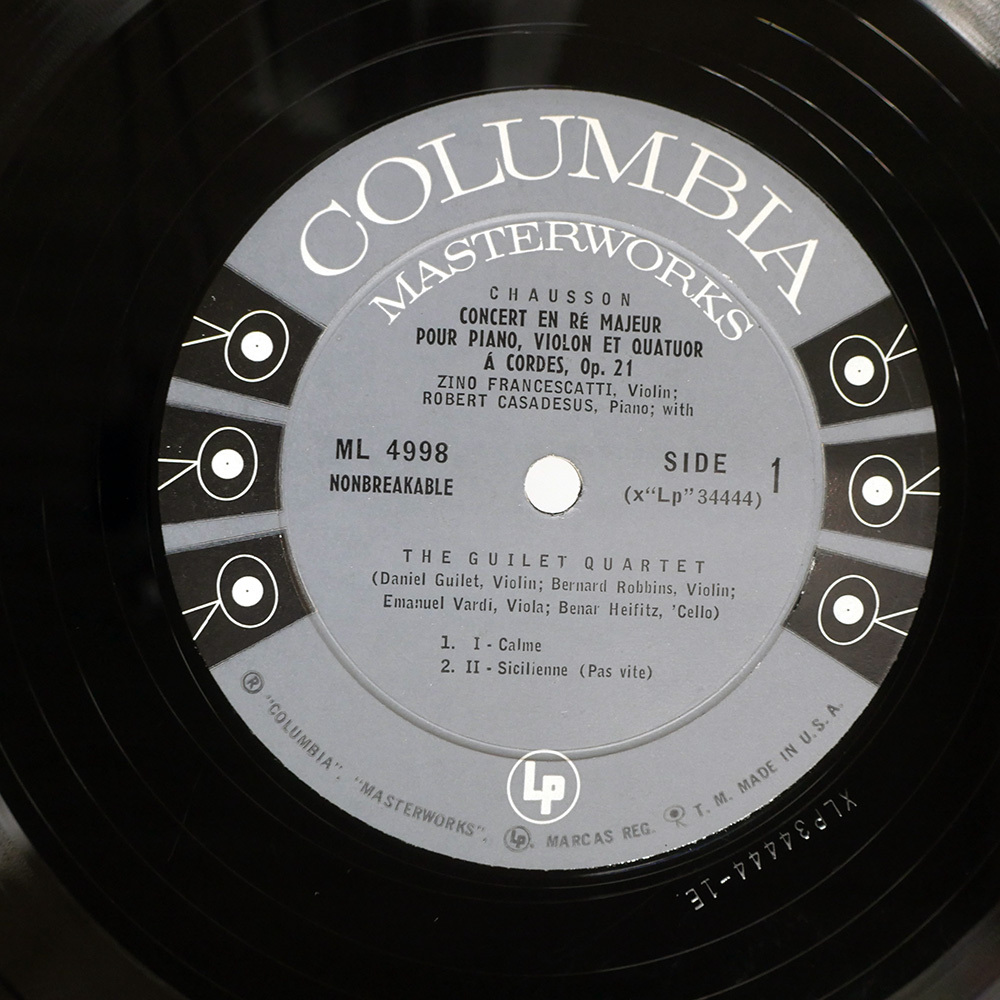 COLUMBIA
MASTERWORKS
CHAUSSON
CONCERT EN RÉ MAJEUR
POUR PIANO, VIOLON ET QUATUOR
Á CORDES, Op. 21
ZINO FRANCESCATTI, Violin;
ROBERT CASADESUS, Piano; with
ML 4998
NONBREAKABLE
SIDE 1
(x"Lp" 34444)
THE GUILET QUARTET
(Daniel Guilet, Violin; Bernard Robbins, Violin;
Emanuel Vardi, Viola; Benar Heifitz, 'Cello)
1. I - Calme
2. II - Sicilienne (Pas vite)
Lp
® "COLUMBIA", "MASTERWORKS", Lp, MARCAS REG. T. M. MADE IN U. S. A.
XLP34444-1E